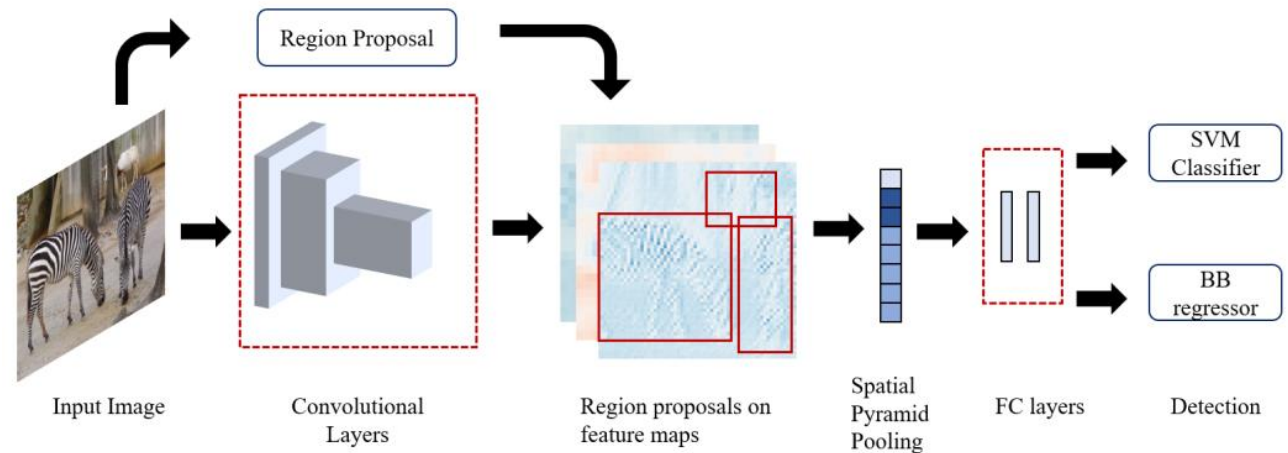 Region Proposal
SVM
Classifier
BB
regressor
Input Image
Convolutional
Layers
Region proposals on
feature maps
Spatial
Pyramid
Pooling
FC layers
Detection